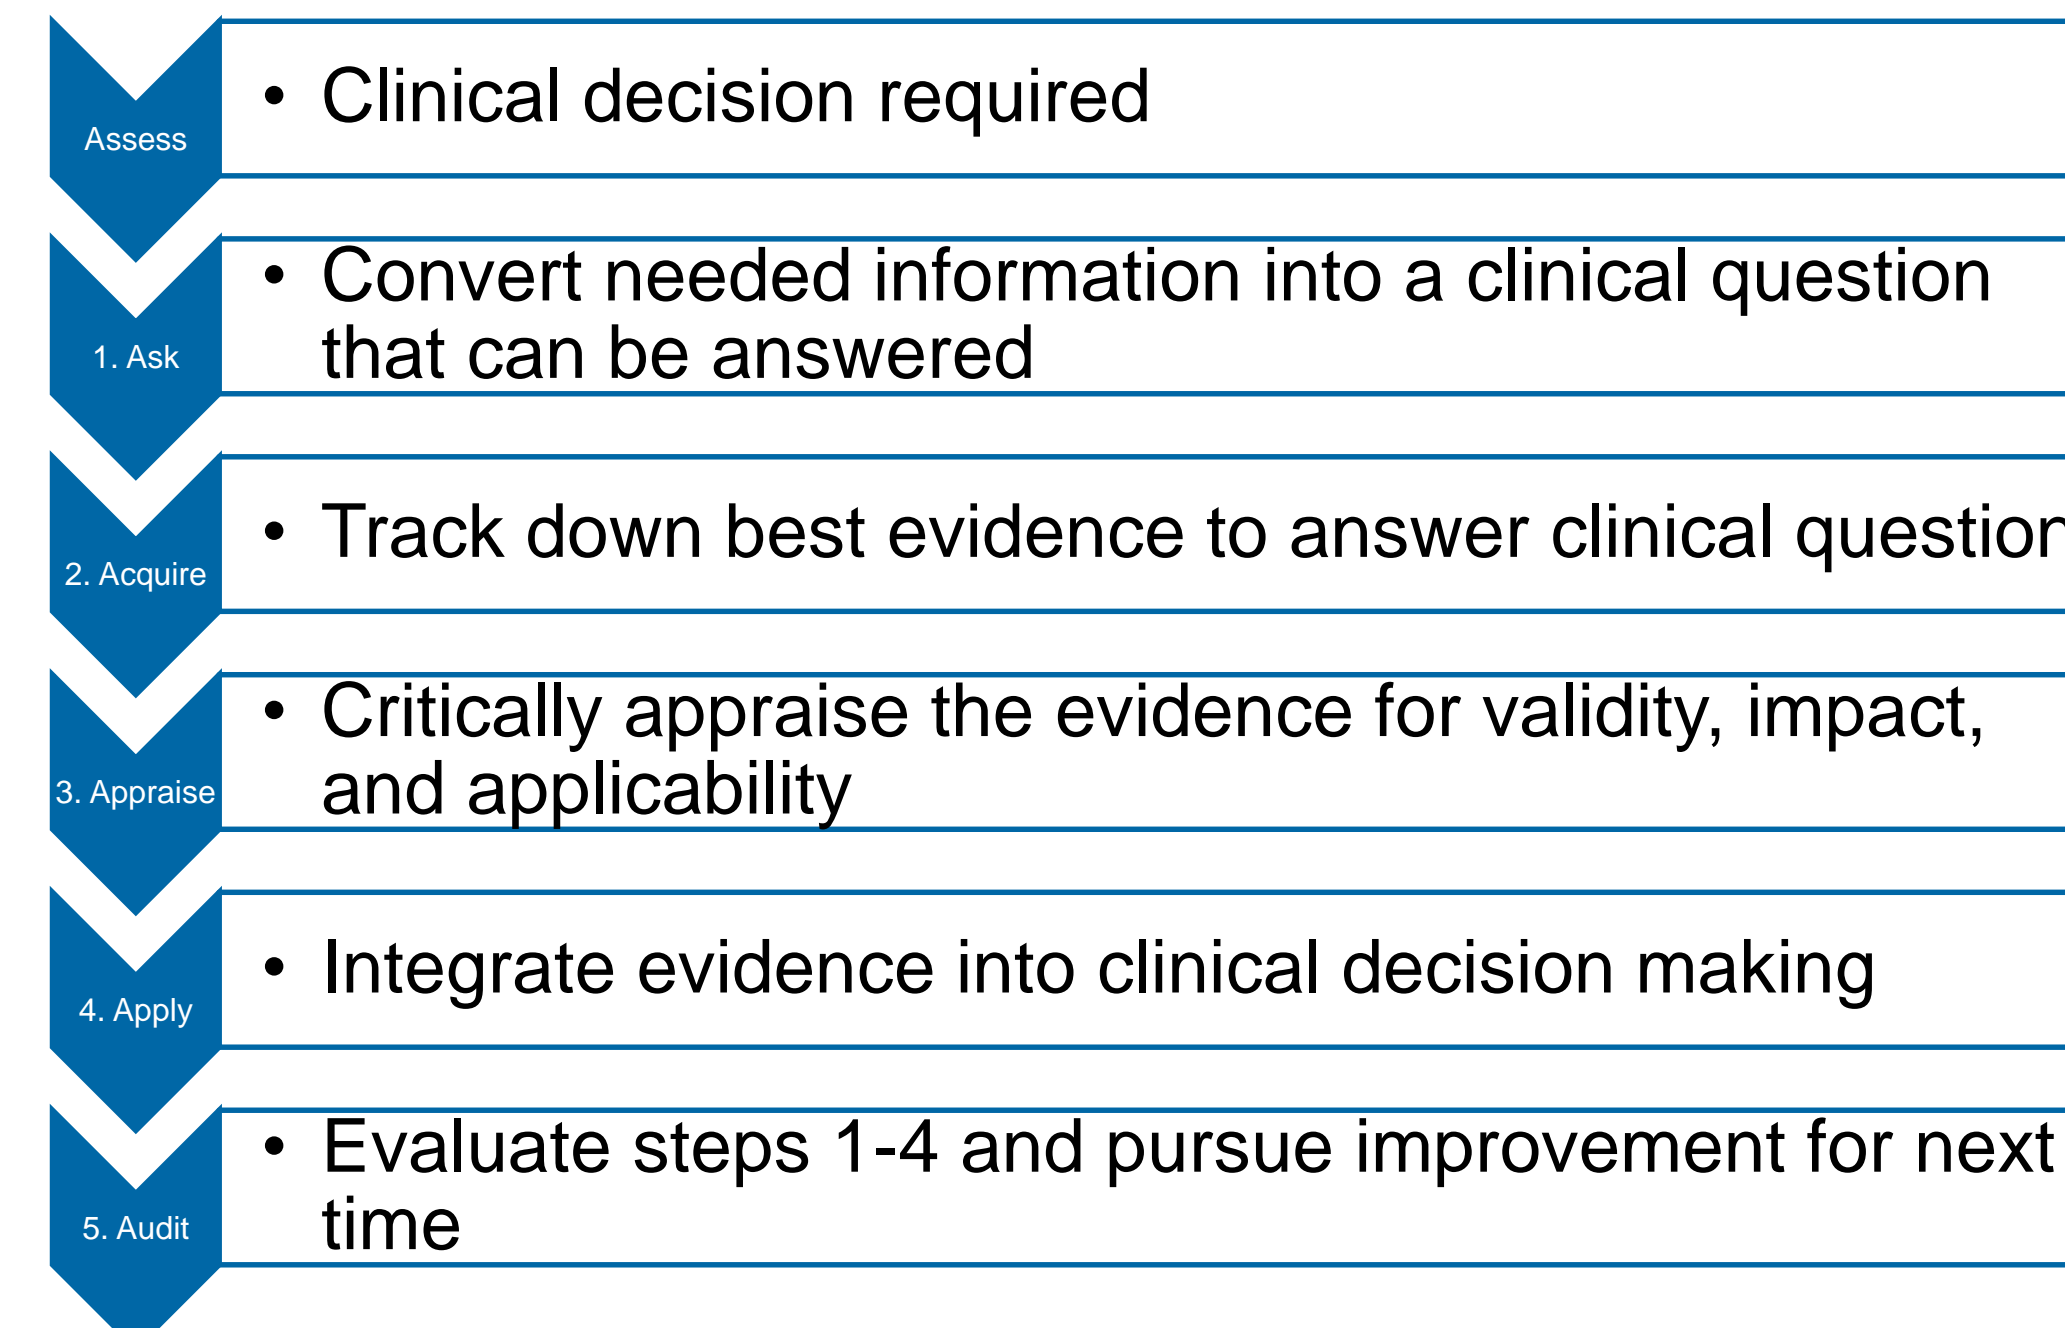 Assess
• Clinical decision required
1. Ask
• Convert needed information into a clinical question
that can be answered
2. Acquire
• Track down best evidence to answer clinical question
3. Appraise
• Critically appraise the evidence for validity, impact,
and applicability
4. Apply
• Integrate evidence into clinical decision making
5. Audit
• Evaluate steps 1-4 and pursue improvement for next
time